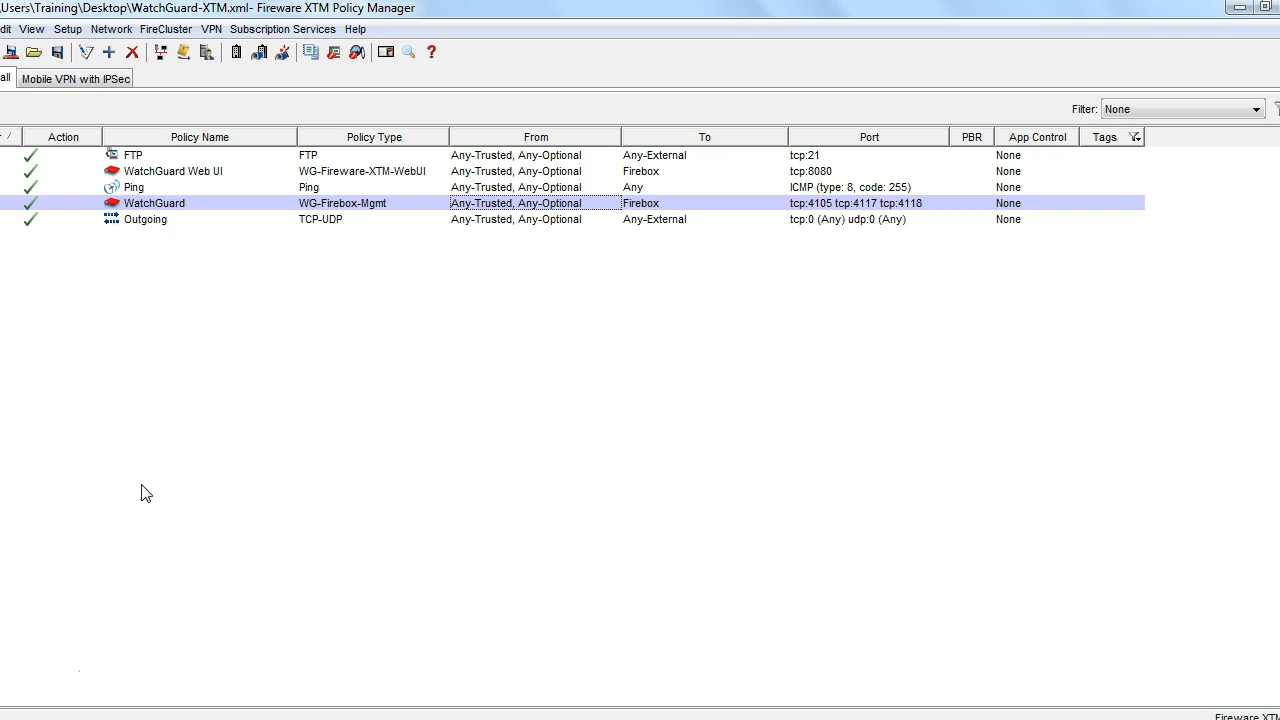 Users\Training\Desktop\WatchGuard-XTM.xml- Fireware XTM Policy Manager
dit View Setup Network FireCluster VPN Subscription Services Help
all Mobile VPN with IPSec
Filter: None
Action Policy Name Policy Type From To Port PBR App Control Tags
FTP FTP Any-Trusted, Any-Optional Any-External tcp:21 None
WatchGuard Web UI WG-Fireware-XTM-WebUI Any-Trusted, Any-Optional Firebox tcp:8080 None
Ping Ping Any-Trusted, Any-Optional Any ICMP (type: 8, code: 255) None
WatchGuard WG-Firebox-Mgmt Any-Trusted, Any-Optional Firebox tcp:4105 tcp:4117 tcp:4118 None
Outgoing TCP-UDP Any-Trusted, Any-Optional Any-External tcp:0 (Any) udp:0 (Any) None
Fireware XT